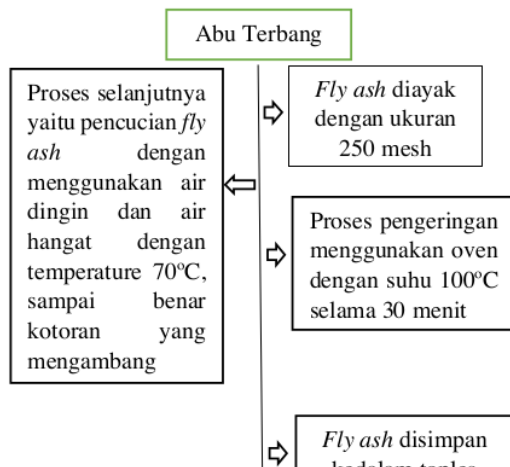 Abu Terbang
Fly ash diayak
dengan ukuran
250 mesh
Proses selanjutnya
yaitu pencucian fly
ash dengan
menggunakan air
dingin dan air
hangat dengan
temperature 70°C,
sampai benar
kotoran yang
mengambang
Proses pengeringan
menggunakan oven
dengan suhu 100°C
selama 30 menit
Fly ash disimpan